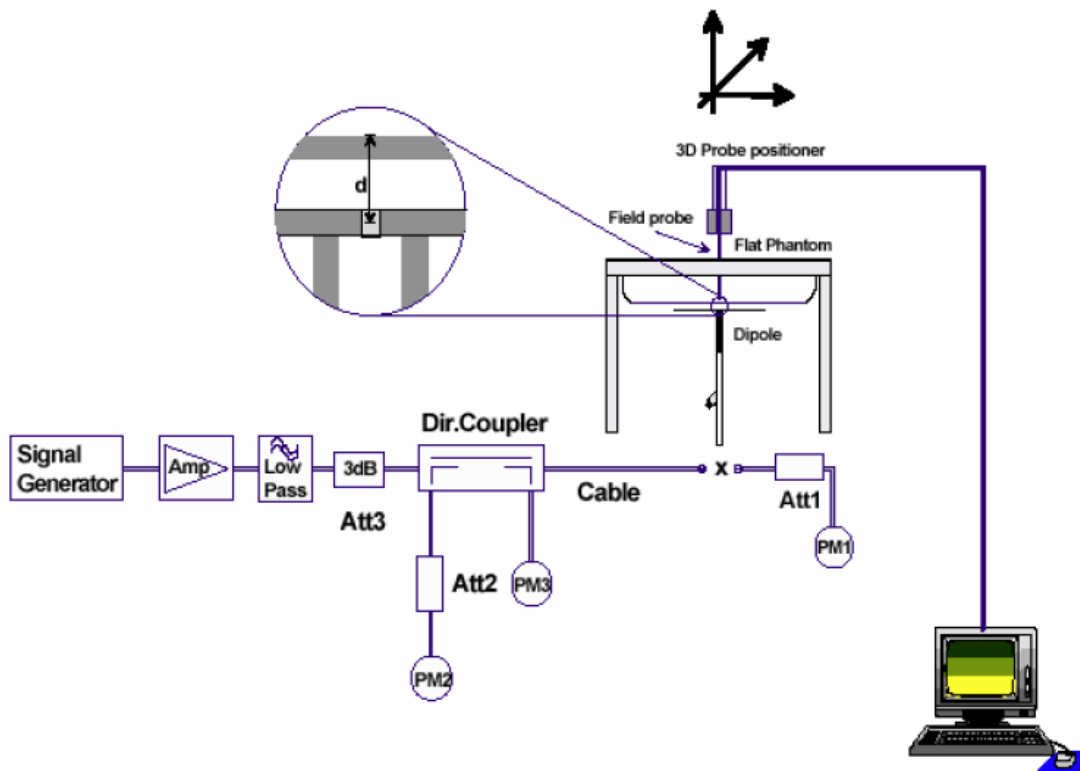 3D Probe positioner
d
Field probe
Flat Phantom
Dipole
Dir.Coupler
Signal
Generator
Amp
Low
Pass
3dB
x
Cable
Att1
Att3
PM1
Att2
PM3
PM2